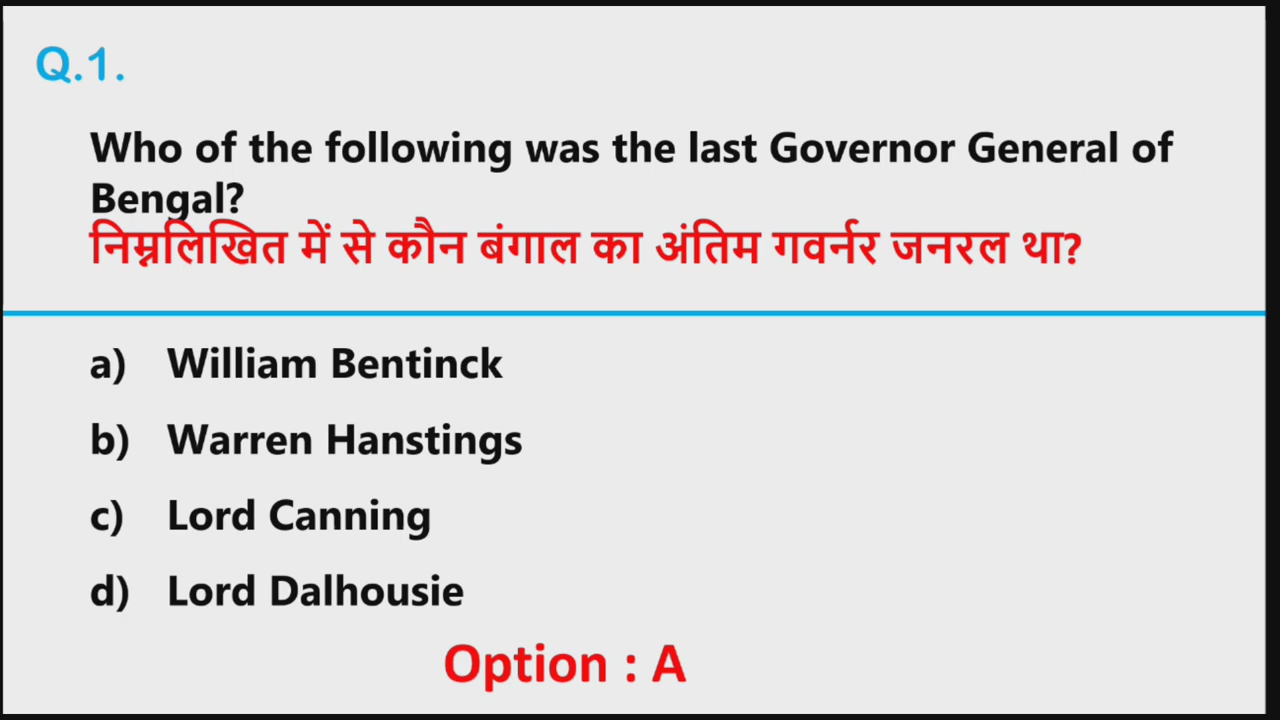 Q.1.
Who of the following was the last Governor General of
Bengal?
निम्नलिखित में से कौन बंगाल का अंतिम गवर्नर जनरल था?
a) William Bentinck
b) Warren Hanstings
c) Lord Canning
d) Lord Dalhousie
Option : A